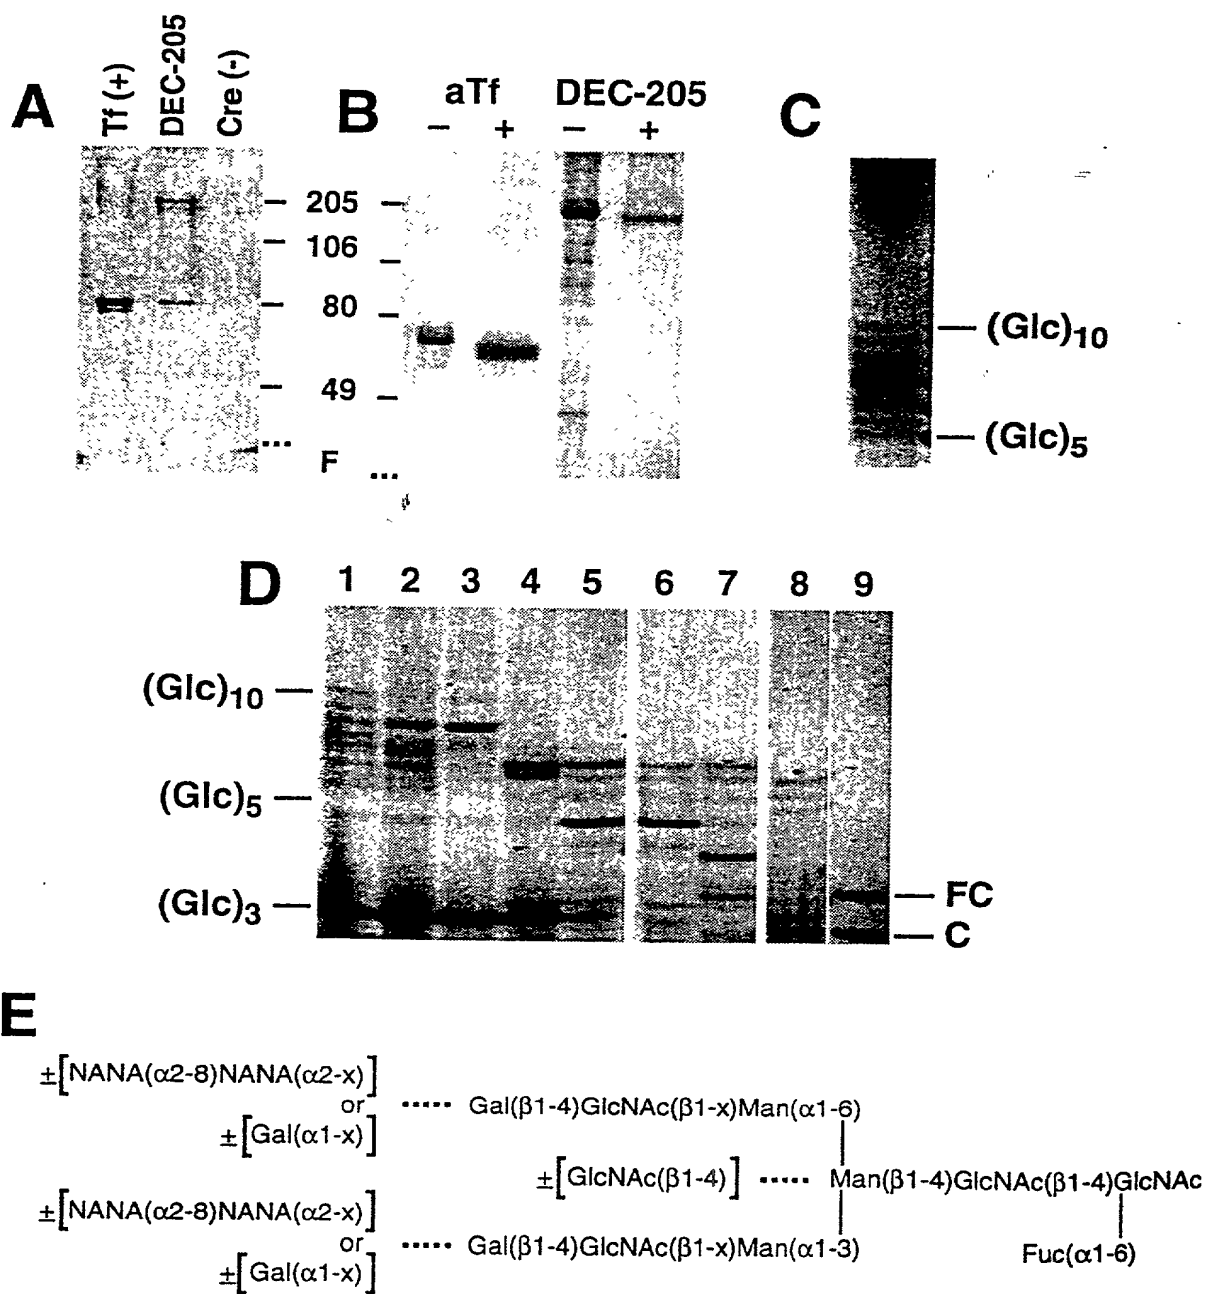 A
Tf (+)
DEC-205
Cre (-)
205
106
80
49
F
B
aTf
DEC-205
− + − +
C
(Glc)10
(Glc)5
D
1 2 3 4 5 6 7 8 9
(Glc)10
(Glc)5
(Glc)3
FC
C
E
±[NANA(α2-8)NANA(α2-x)]
or
±[Gal(α1-x)]
Gal(β1-4)GlcNAc(β1-x)Man(α1-6)
±[GlcNAc(β1-4)] Man(β1-4)GlcNAc(β1-4)GlcNAc
±[NANA(α2-8)NANA(α2-x)]
or
±[Gal(α1-x)]
Gal(β1-4)GlcNAc(β1-x)Man(α1-3)
Fuc(α1-6)